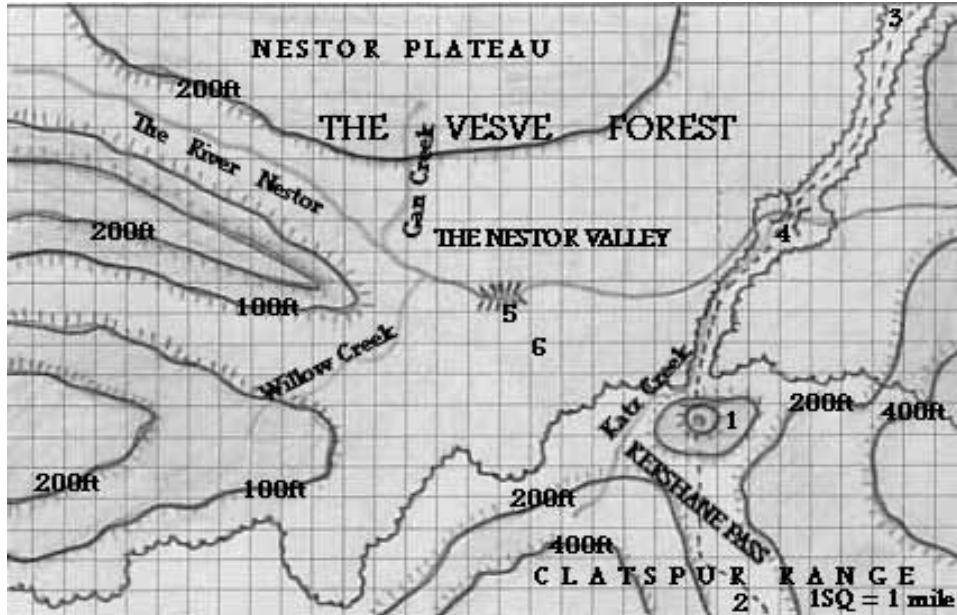 3
NESTOR PLATEAU
200ft
THE VESVE FOREST
The River Nestor
Gan Creek
THE NESTOR VALLEY
4
200ft
100ft
5
6
Willow Creek
Katz Creek
200ft
400ft
1
KERSHANE PASS
200ft
100ft
200ft
400ft
CLATSPUR RANGE
2
1SQ = 1 mile